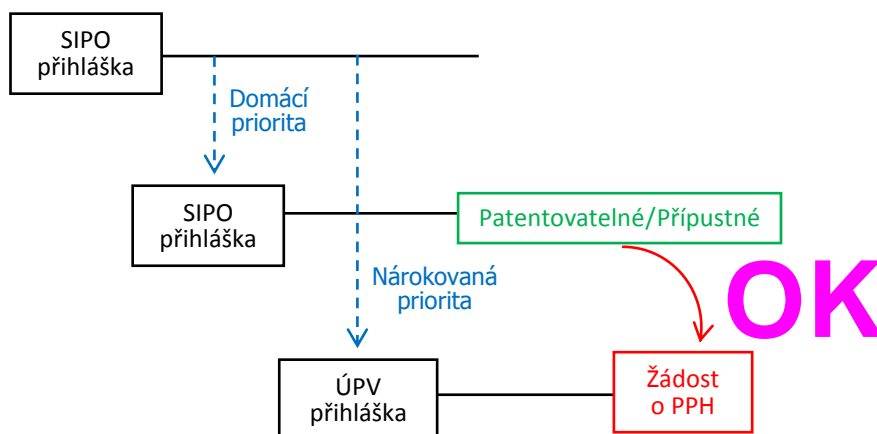 SIPO
přihláška
Domácí
priorita
SIPO
přihláška
Patentovatelné/Přípustné
Nárokovaná
priorita
OK
ÚPV
přihláška
Žádost
o PPH